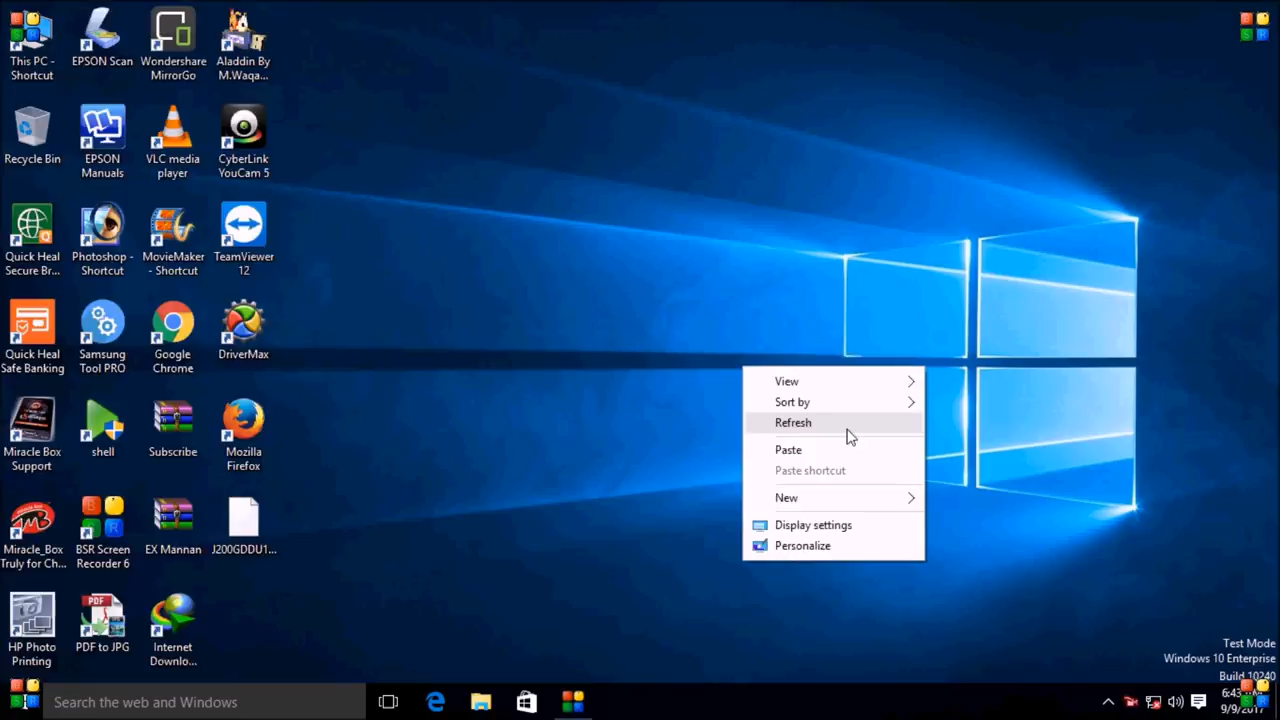 This PC -
Shortcut
EPSON Scan
Wondershare
MirrorGo
Aladdin By
M.Waqa...
Recycle Bin
EPSON
Manuals
VLC media
player
CyberLink
YouCam 5
Quick Heal
Secure Br...
Photoshop -
Shortcut
MovieMaker
- Shortcut
TeamViewer
12
Quick Heal
Safe Banking
Samsung
Tool PRO
Google
Chrome
DriverMax
Miracle Box
Support
shell
Subscribe
Mozilla
Firefox
Miracle_Box
Truly for Ch...
BSR Screen
Recorder 6
EX Mannan
J200GDDU1...
HP Photo
Printing
PDF
PDF to JPG
Internet
Downlo...
View
Sort by
Refresh
Paste
Paste shortcut
New
Display settings
Personalize
Test Mode
Windows 10 Enterprise
Build 10240
Search the web and Windows
9/9/2017